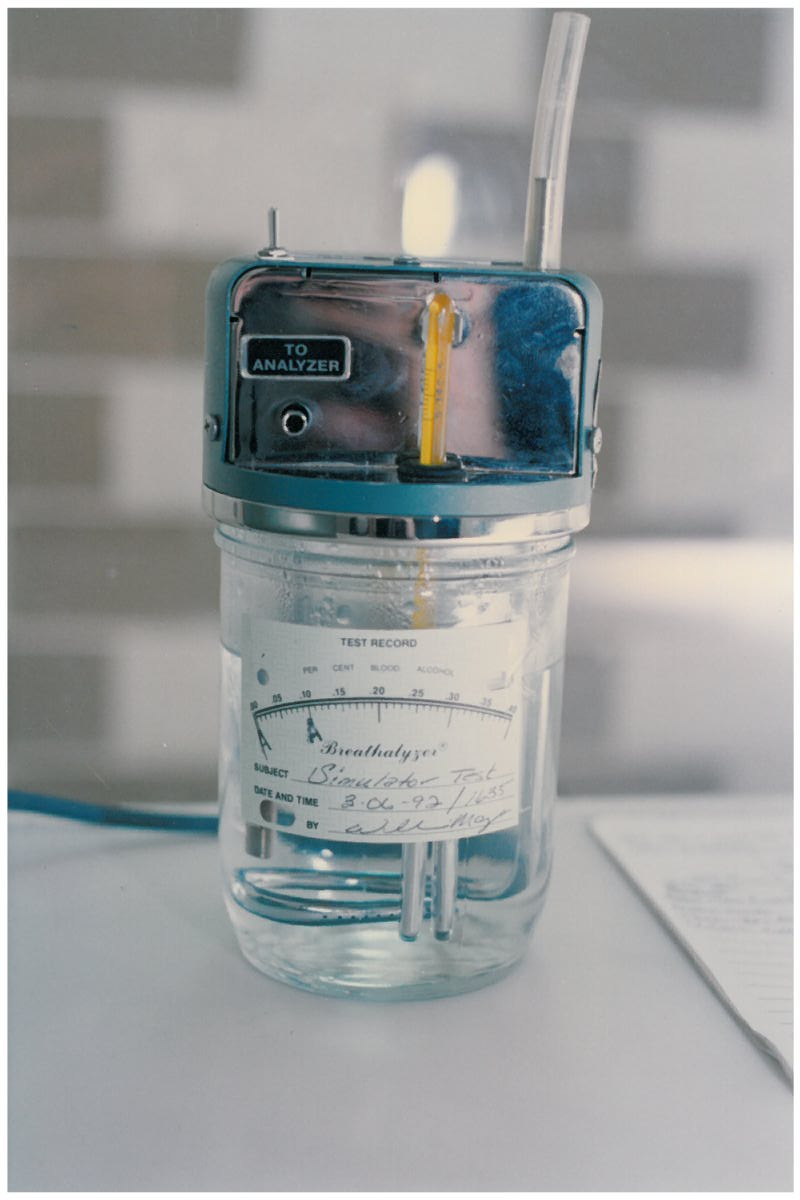 TO
ANALYZER
TEST RECORD
PER CENT BLOOD ALCOHOL
.00 .05 .10 .15 .20 .25 .30 .35 .40
A A
Breathalyzer®
SUBJECT Simulator Test
DATE AND TIME 3-06-92/1635
BY